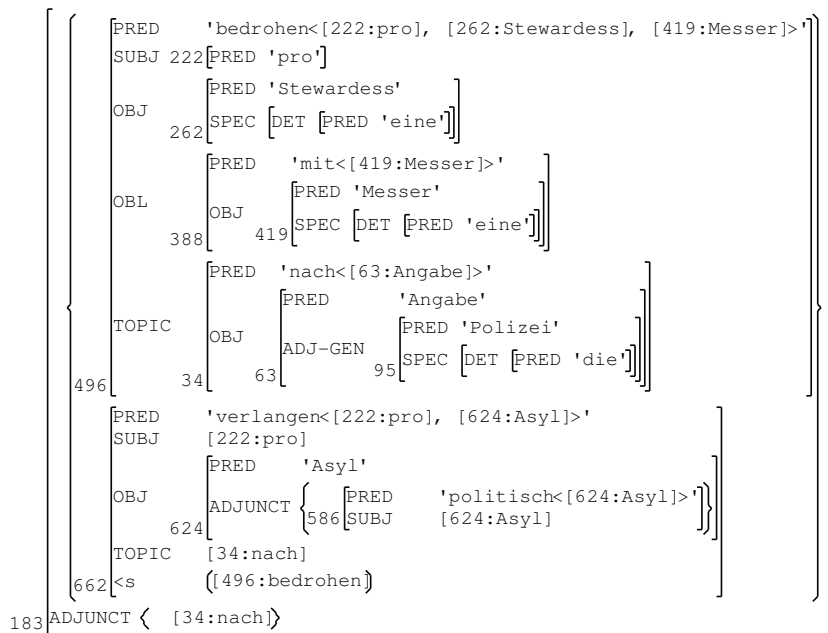 PRED 'bedrohen<[222:pro], [262:Stewardess], [419:Messer]>'
SUBJ 222 PRED 'pro'
PRED 'Stewardess'
OBJ
262 SPEC DET PRED 'eine'
PRED 'mit<[419:Messer]>'
PRED 'Messer'
OBL OBJ
388 419 SPEC DET PRED 'eine'
PRED 'nach<[63:Angabe]>'
PRED 'Angabe'
TOPIC OBJ PRED 'Polizei'
ADJ-GEN
496 34 63 95 SPEC DET PRED 'die'
PRED 'verlangen<[222:pro], [624:Asyl]>'
SUBJ [222:pro]
PRED 'Asyl'
OBJ ADJUNCT PRED 'politisch<[624:Asyl]>'
624 586 SUBJ [624:Asyl]
TOPIC [34:nach]
662 <s ([496:bedrohen])
183 ADJUNCT { [34:nach]}